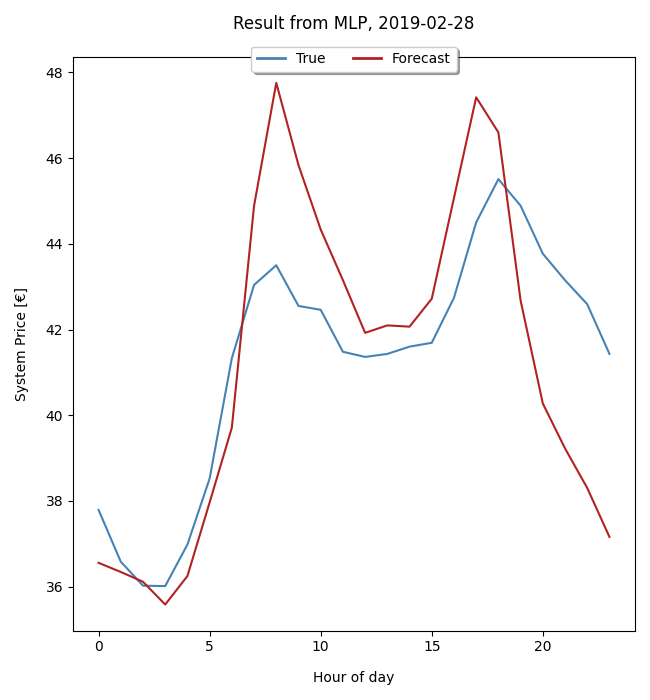 Result from MLP, 2019-02-28
True Forecast
48
46
44
42
40
38
36
System Price [€]
0 5 10 15 20
Hour of day